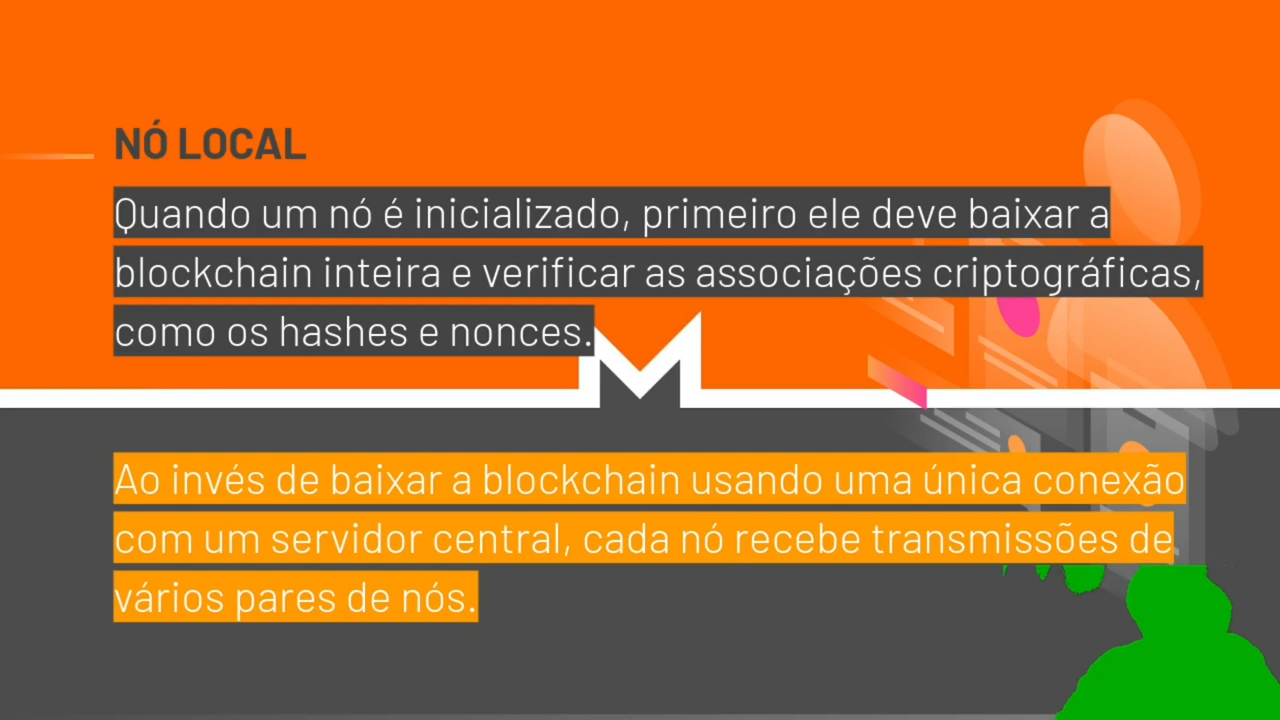 NÓ LOCAL
Quando um nó é inicializado, primeiro ele deve baixar a
blockchain inteira e verificar as associações criptográficas,
como os hashes e nonces.
Ao invés de baixar a blockchain usando uma única conexão
com um servidor central, cada nó recebe transmissões de
vários pares de nós.